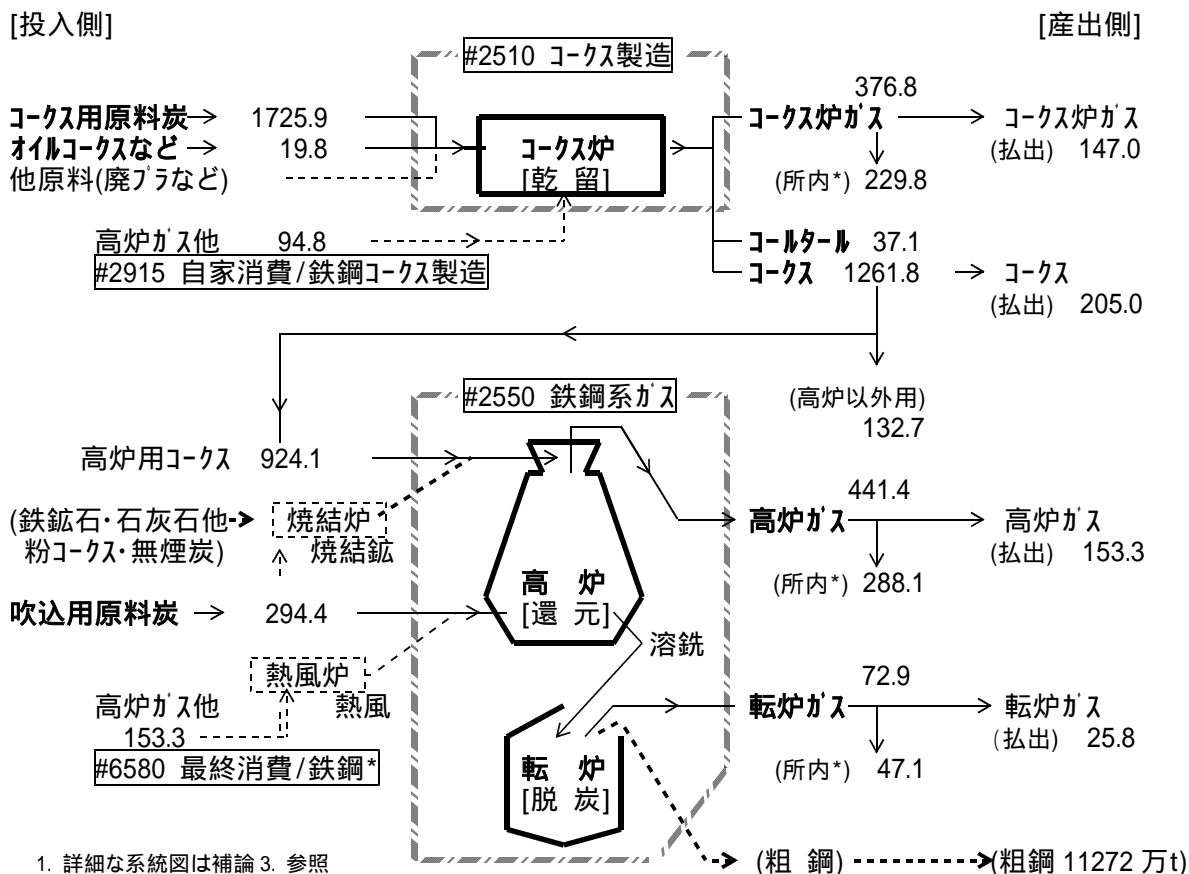 [投入側]
[産出側]
#2510 コークス製造
376.8
コークス用原料炭 1725.9
コークス炉ガス
コークス炉ガス
オイルコークスなど 19.8
コークス炉
(払出) 147.0
他原料(廃プラなど)
[乾 留]
(所内*) 229.8
高炉ガス他 94.8
コールタール 37.1
#2915 自家消費/鉄鋼コークス製造
コークス 1261.8
コークス
(払出) 205.0
#2550 鉄鋼系ガス
(高炉以外用)
132.7
高炉用コークス 924.1
441.4
(鉄鉱石・石灰石他
焼結炉
高炉ガス
高炉ガス
粉コークス・無煙炭)
焼結鉱
(払出) 153.3
高 炉
(所内*) 288.1
吹込用原料炭 294.4
[還 元]
溶銑
熱風炉
72.9
高炉ガス他
熱風
転炉ガス
転炉ガス
153.3
(払出) 25.8
#6580 最終消費/鉄鋼*
転 炉
(所内*) 47.1
[脱 炭]
1. 詳細な系統図は補論 3. 参照
(粗 鋼)
(粗鋼 11272 万t)